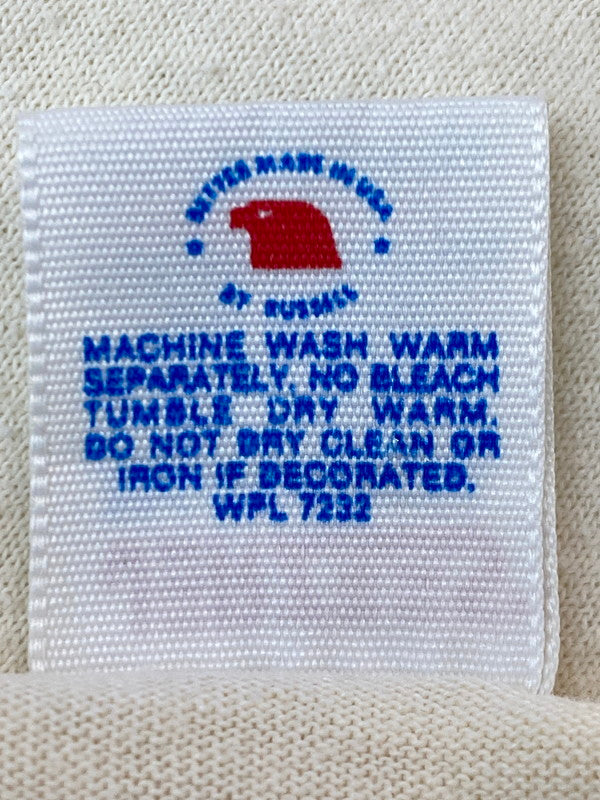 BETTER MADE IN USA
BY RUSSELL
MACHINE WASH WARM
SEPARATELY. NO BLEACH
TUMBLE DRY WARM.
DO NOT DRY CLEAN OR
IRON IF DECORATED.
WPL 7232